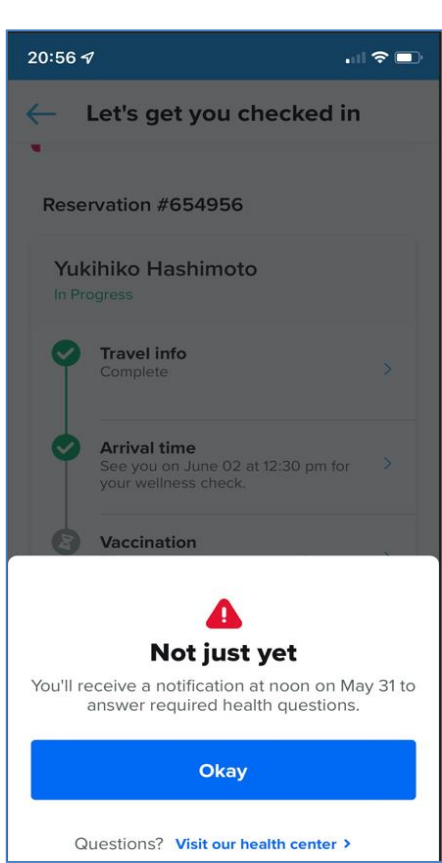 20:56
Let's get you checked in
Reservation #654956
Yukihiko Hashimoto
In Progress
Travel info
Complete
Arrival time
See you on June 02 at 12:30 pm for
your wellness check.
Vaccination
Not just yet
You'll receive a notification at noon on May 31 to
answer required health questions.
Okay
Questions? Visit our health center >